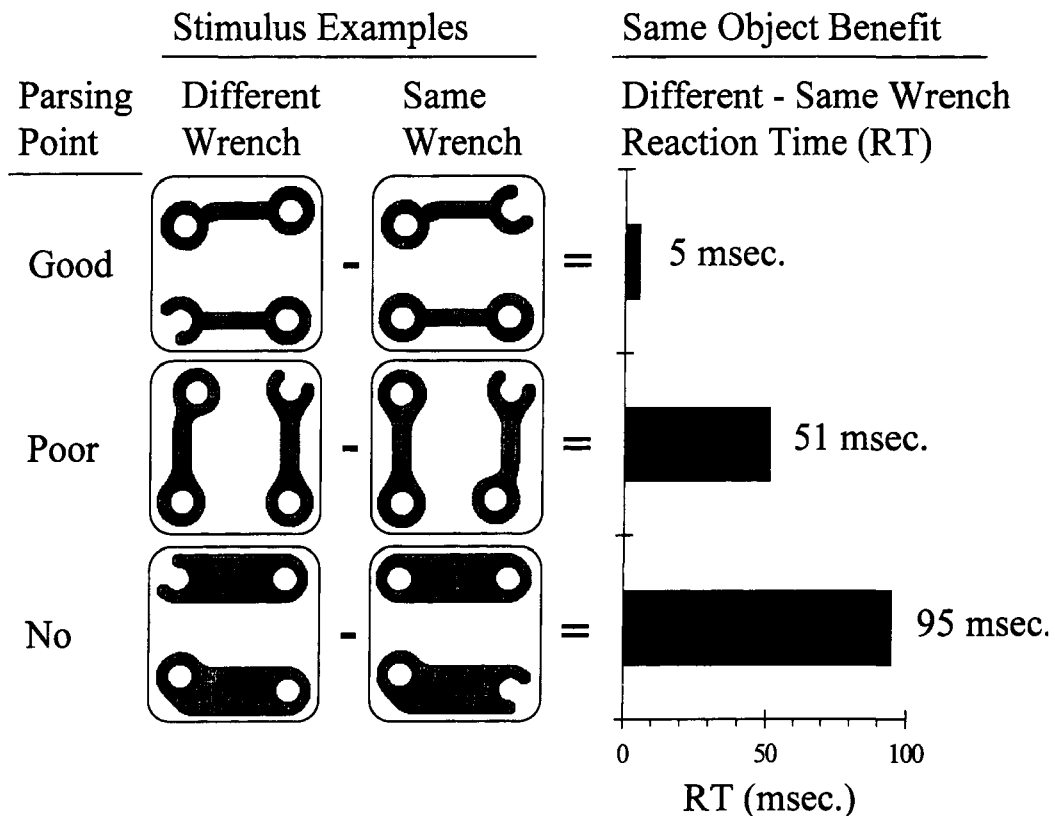 Stimulus Examples
Same Object Benefit
Parsing Point
Different Wrench
Same Wrench
Different - Same Wrench
Reaction Time (RT)
Good
-
=
5 msec.
Poor
-
=
51 msec.
No
-
=
95 msec.
0 50 100
RT (msec.)